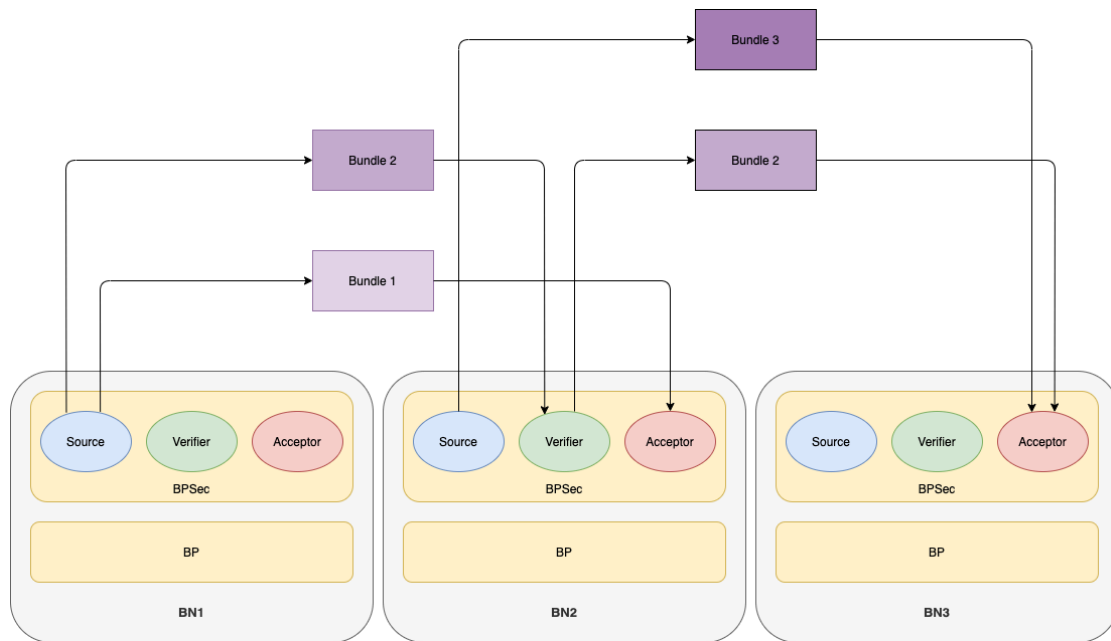 Bundle 3
Bundle 2
Bundle 2
Bundle 1
Source
Verifier
Acceptor
BPSec
BP
BN1
Source
Verifier
Acceptor
BPSec
BP
BN2
Source
Verifier
Acceptor
BPSec
BP
BN3